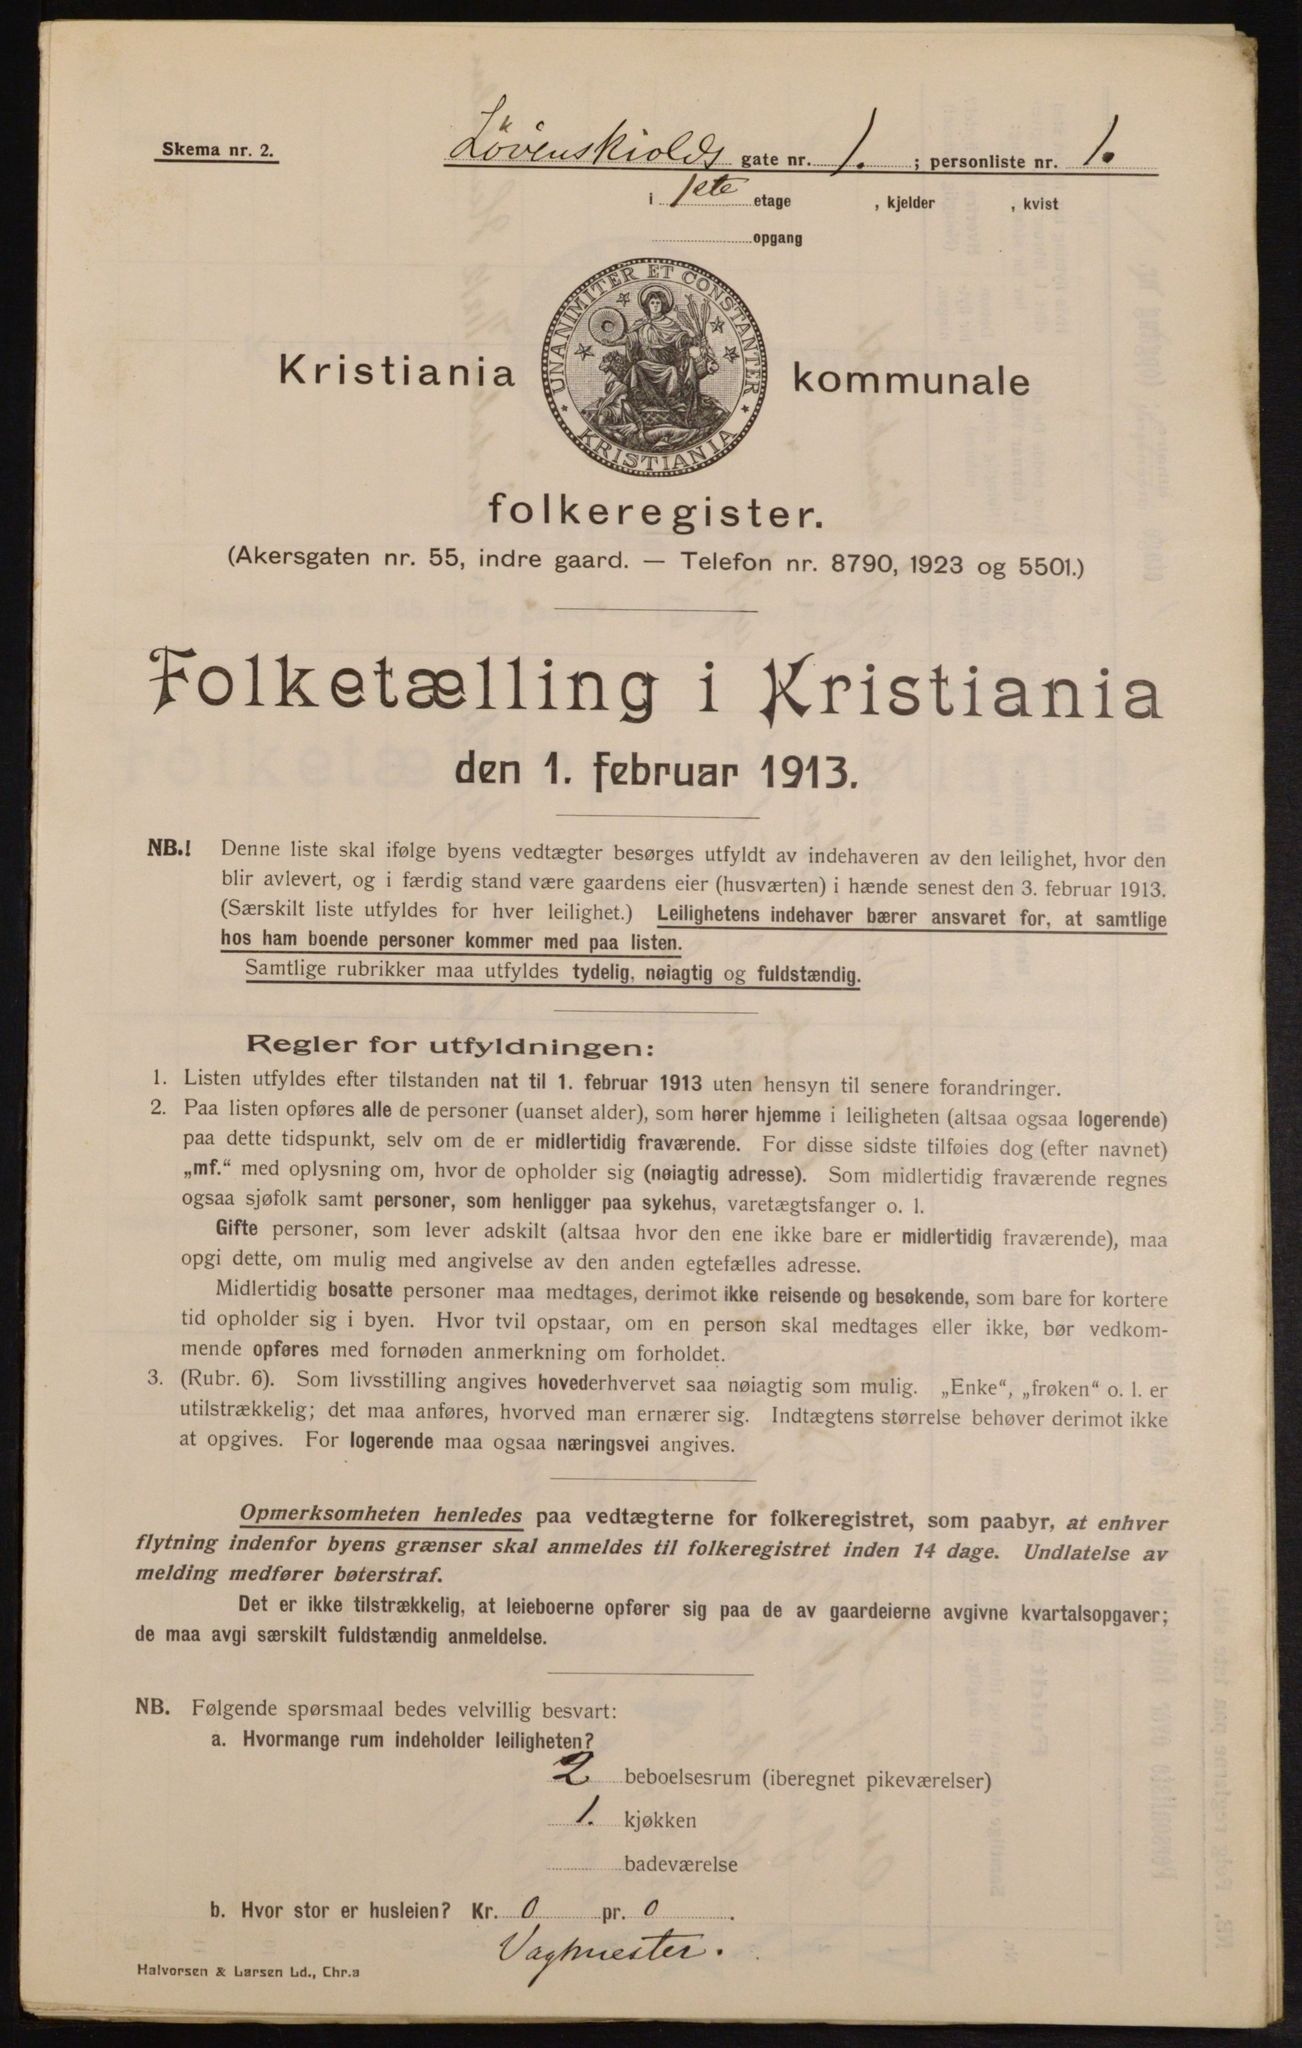 Skema nr. 2.
Lövenskiolds gate nr. 1. ; personliste nr. 1.
i 1ste etage , kjelder , kvist
opgang
UNANIMITER ET CONSTANTER
KRISTIANIA
Kristiania kommunale
folkeregister.
(Akersgaten nr. 55, indre gaard. — Telefon nr. 8790, 1923 og 5501.)
Folketælling i Kristiania
den 1. februar 1913.
NB.! Denne liste skal ifølge byens vedtægter besørges utfyldt av indehaveren av den leilighet, hvor den
blir avlevert, og i færdig stand være gaardens eier (husværten) i hænde senest den 3. februar 1913.
(Særskilt liste utfyldes for hver leilighet.) Leilighetens indehaver bærer ansvaret for, at samtlige
hos ham boende personer kommer med paa listen.
Samtlige rubrikker maa utfyldes tydelig, nøiagtig og fuldstændig.
Regler for utfyldningen:
1. Listen utfyldes efter tilstanden nat til 1. februar 1913 uten hensyn til senere forandringer.
2. Paa listen opføres alle de personer (uanset alder), som hører hjemme i leiligheten (altsaa ogsaa logerende)
paa dette tidspunkt, selv om de er midlertidig fraværende. For disse sidste tilføies dog (efter navnet)
„mf.“ med oplysning om, hvor de opholder sig (nøiagtig adresse). Som midlertidig fraværende regnes
ogsaa sjøfolk samt personer, som henligger paa sykehus, varetægtsfanger o. l.
Gifte personer, som lever adskilt (altsaa hvor den ene ikke bare er midlertidig fraværende), maa
opgi dette, om mulig med angivelse av den anden egtefælles adresse.
Midlertidig bosatte personer maa medtages, derimot ikke reisende og besøkende, som bare for kortere
tid opholder sig i byen. Hvor tvil opstaar, om en person skal medtages eller ikke, bør vedkom-
mende opføres med fornøden anmerkning om forholdet.
3. (Rubr. 6). Som livsstilling angives hovederhvervet saa nøiagtig som mulig. „Enke“, „frøken“ o. l. er
utilstrækkelig; det maa anføres, hvorved man ernærer sig. Indtægtens størrelse behøver derimot ikke
at opgives. For logerende maa ogsaa næringsvei angives.
Opmerksomheten henledes paa vedtægterne for folkeregistret, som paabyr, at enhver
flytning indenfor byens grænser skal anmeldes til folkeregistret inden 14 dage. Undlatelse av
melding medfører bøterstraf.
Det er ikke tilstrækkelig, at leieboerne opfører sig paa de av gaardeierne avgivne kvartalsopgaver;
de maa avgi særskilt fuldstændig anmeldelse.
NB. Følgende spørsmaal bedes velvillig besvart:
a. Hvormange rum indeholder leiligheten?
2 beboelsesrum (iberegnet pikeværelser)
1. kjøkken
badeværelse
b. Hvor stor er husleien? Kr. 0 pr. 0 .
Vagtmester.
Halvorsen & Larsen Ld., Chr.a